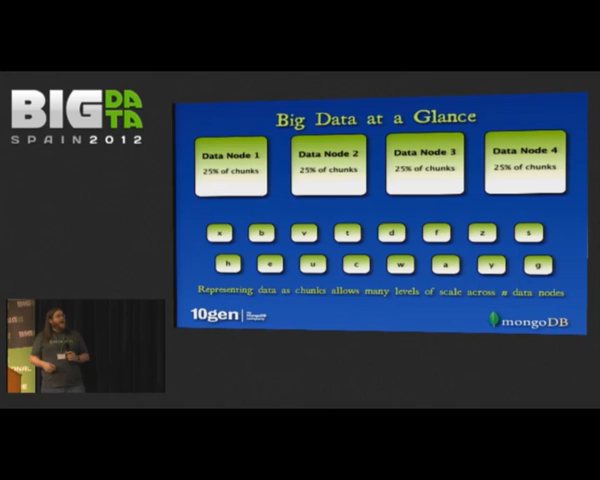 BIG DATA
SPAIN 2012
Big Data at a Glance
Data Node 1
25% of chunks
Data Node 2
25% of chunks
Data Node 3
25% of chunks
Data Node 4
25% of chunks
x b v t d f z s
h e u c w a y g
Representing data as chunks allows many levels of scale across n data nodes
10gen
mongoDB